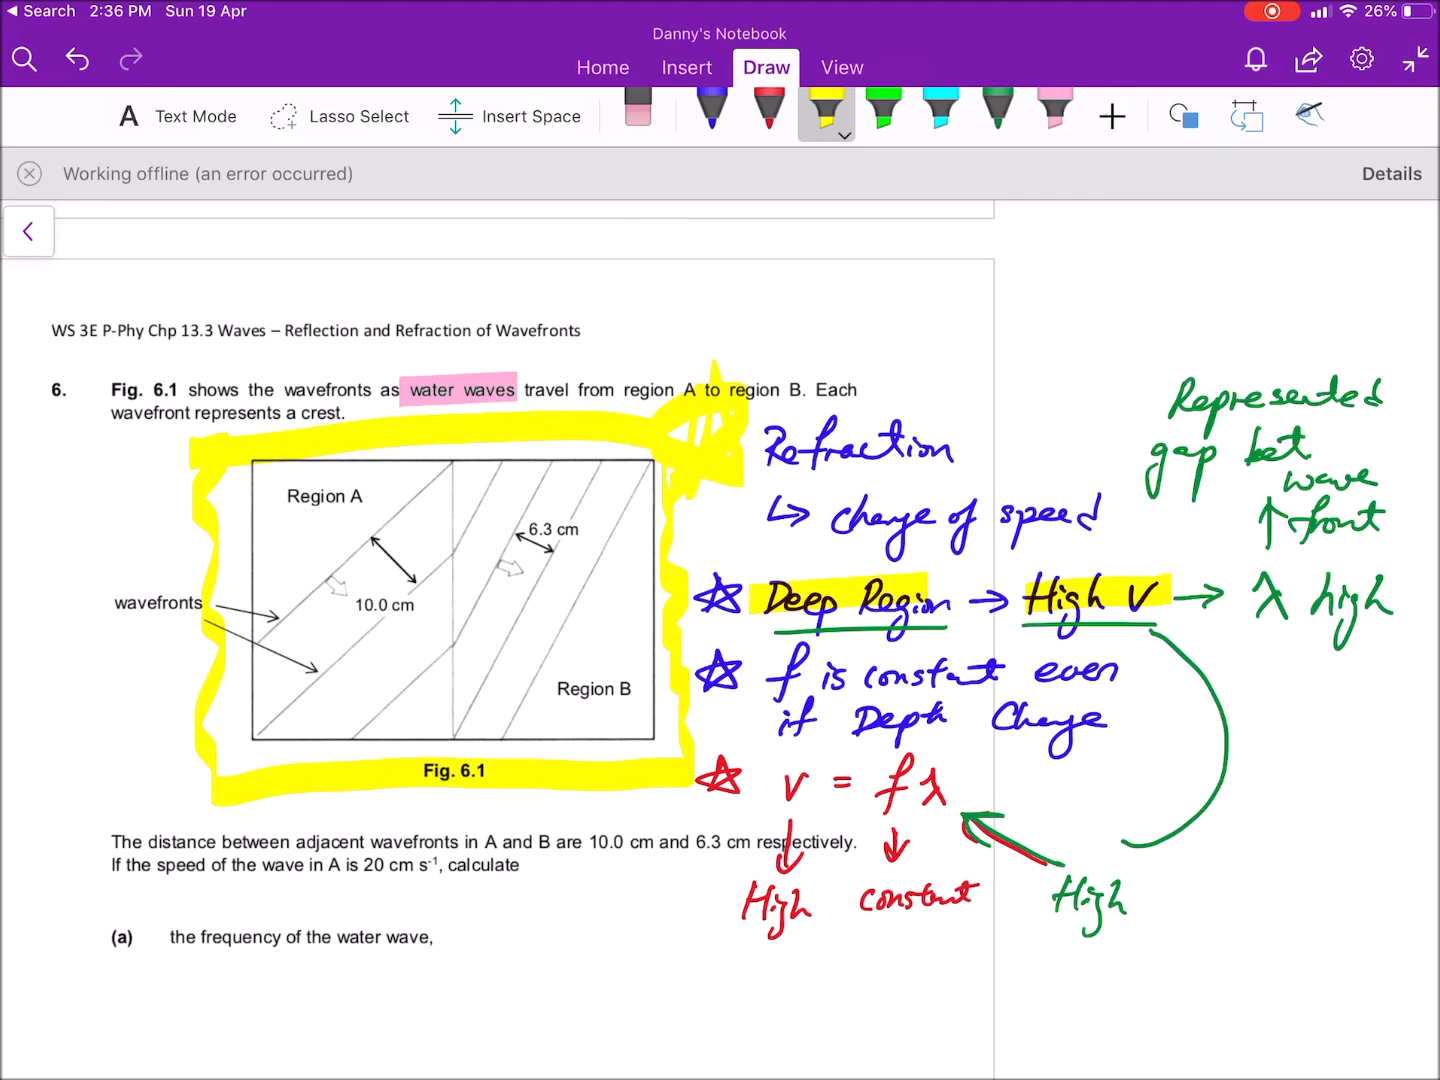 Search 2:36 PM Sun 19 Apr 26%
Danny's Notebook
Home Insert Draw View
Text Mode Lasso Select Insert Space
Working offline (an error occurred) Details
WS 3E P-Phy Chp 13.3 Waves – Reflection and Refraction of Wavefronts
6. Fig. 6.1 shows the wavefronts as water waves travel from region A to region B. Each
wavefront represents a crest.
Region A
6.3 cm
wavefronts
10.0 cm
Region B
Fig. 6.1
Refraction
↳ change of speed
Represented
gap bet
wave
↑ front
☆ Deep Region → High v → λ high
☆ f is constant even
if Depth Change
☆ v = fλ
↓ ↓
High constant High
The distance between adjacent wavefronts in A and B are 10.0 cm and 6.3 cm respectively.
If the speed of the wave in A is 20 cm s⁻¹, calculate
(a) the frequency of the water wave,